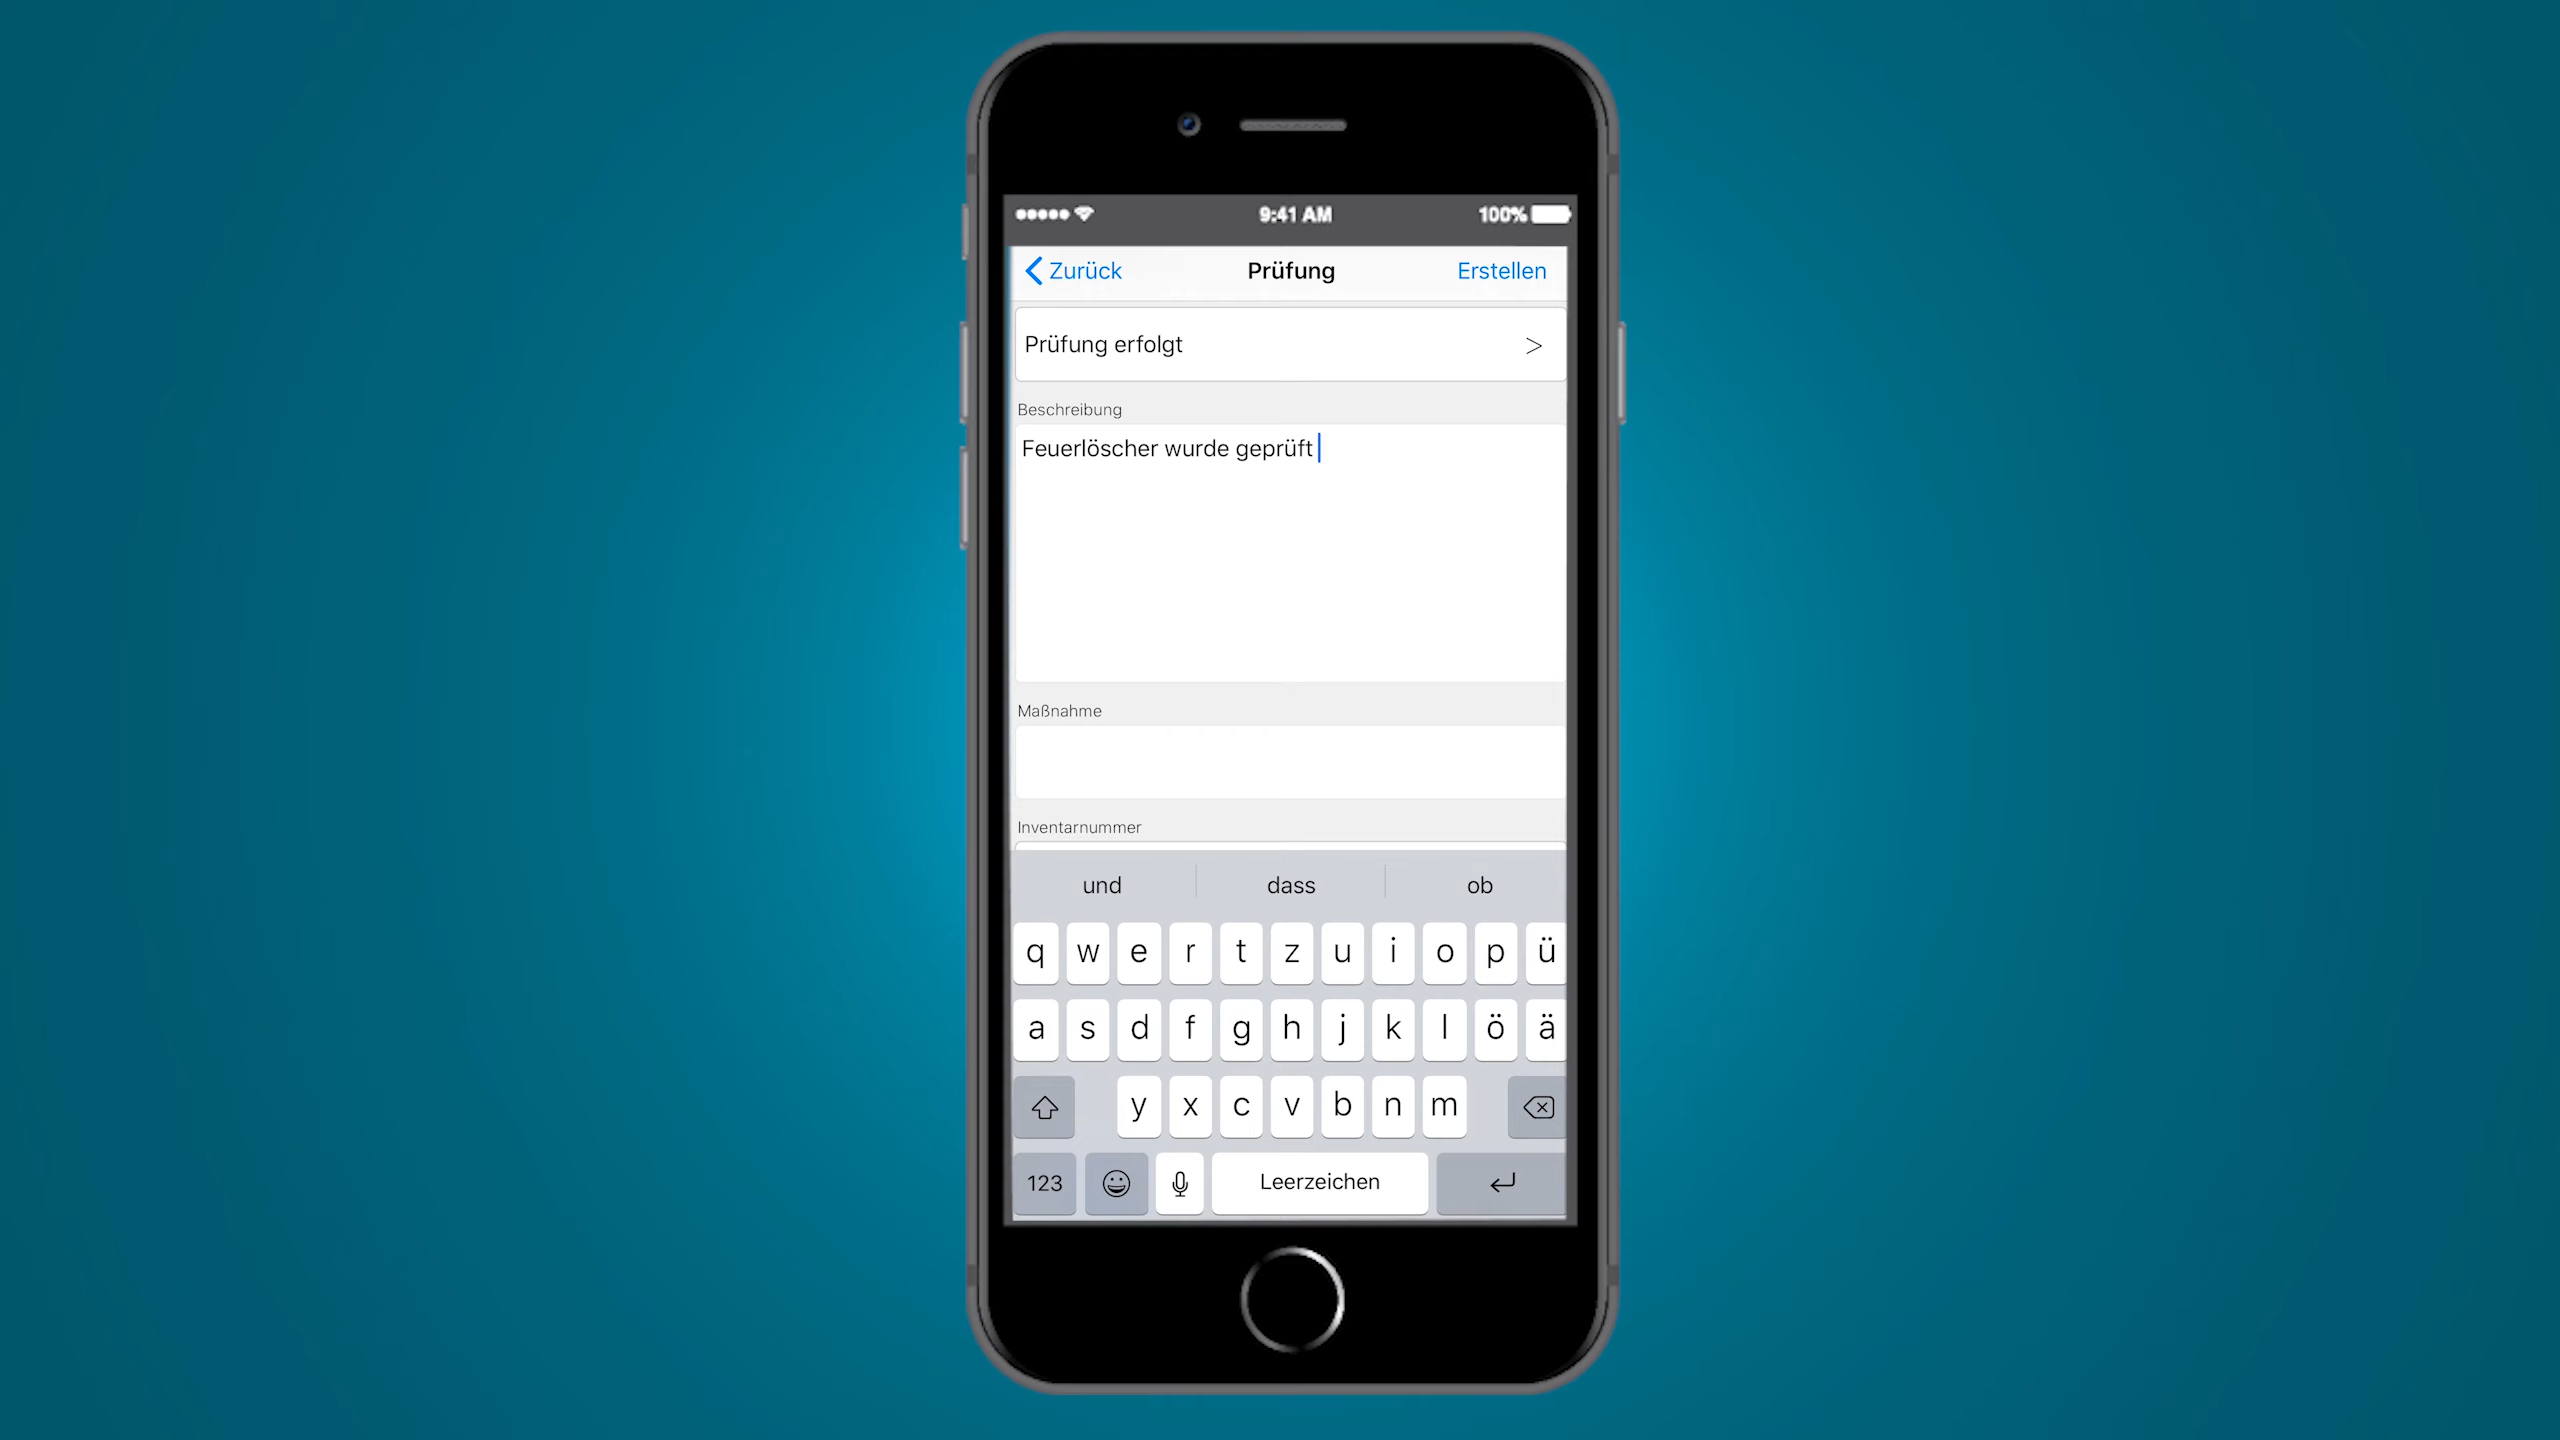 9:41 AM 100%
Zurück Prüfung Erstellen
Prüfung erfolgt >
Beschreibung
Feuerlöscher wurde geprüft
Maßnahme
Inventarnummer
und dass ob
q w e r t z u i o p ü
a s d f g h j k l ö ä
y x c v b n m
123 Leerzeichen